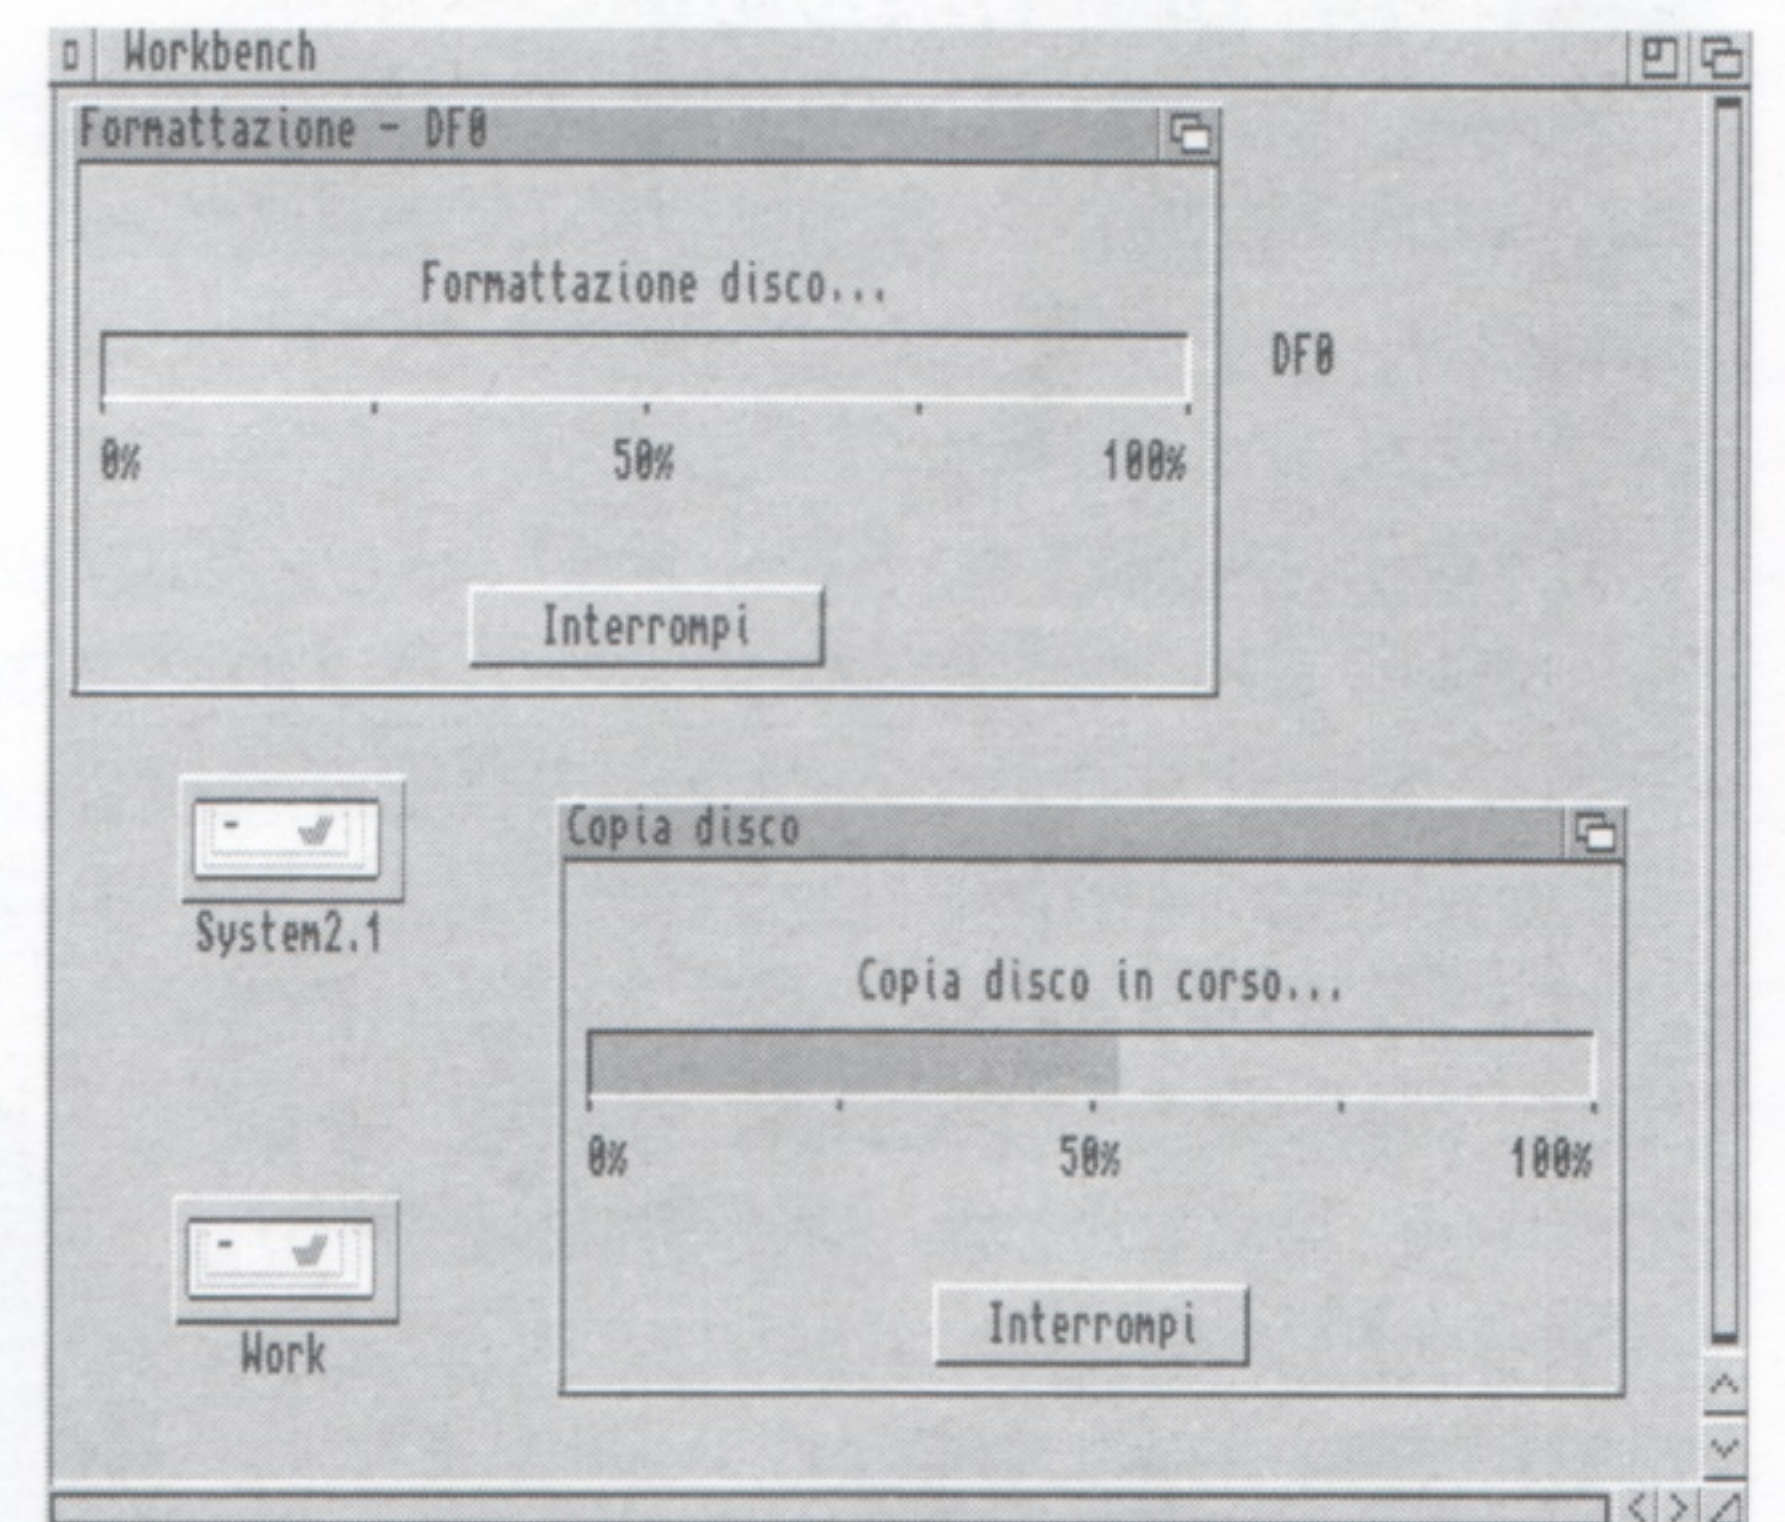 Workbench
Formattazione - DF0
Formattazione disco...
DF0
0% 50% 100%
Interrompi
System2.1
Copia disco
Copia disco in corso...
0% 50% 100%
Interrompi
Work